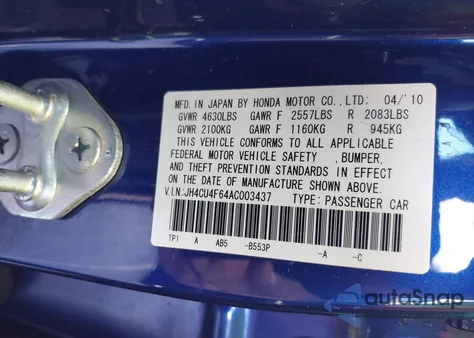 MFD. IN JAPAN BY HONDA MOTOR CO., LTD: 04/'10
GVWR 4630LBS GAWR F 2557LBS R 2083LBS
GVWR 2100KG GAWR F 1160KG R 945KG
THIS VEHICLE CONFORMS TO ALL APPLICABLE
FEDERAL MOTOR VEHICLE SAFETY , BUMPER,
AND THEFT PREVENTION STANDARDS IN EFFECT
ON THE DATE OF MANUFACTURE SHOWN ABOVE.
V.I.N:JH4CU4F64AC003437 TYPE: PASSENGER CAR
TP1 A AB5 -B553P -A -C
autoSnap